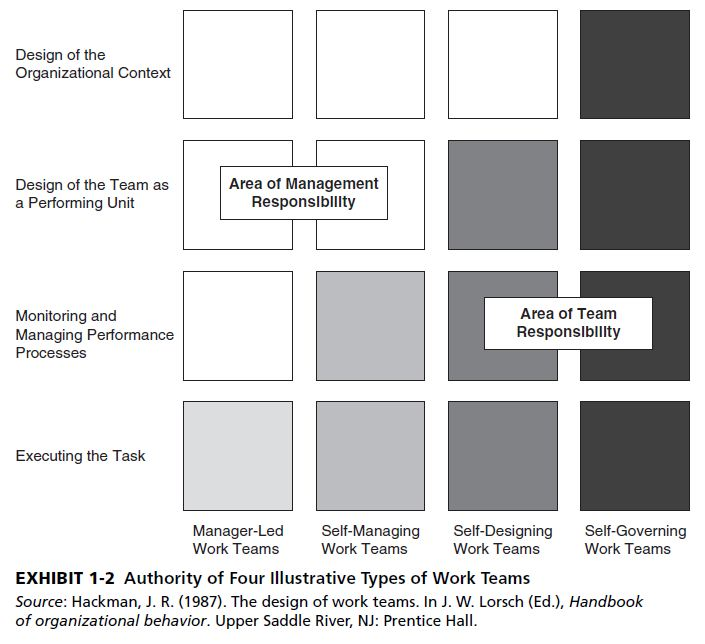 Design of the
Organizational Context
Design of the Team as
a Performing Unit
Area of Management
Responsibility
Monitoring and
Managing Performance
Processes
Area of Team
Responsibility
Executing the Task
Manager-Led
Work Teams
Self-Managing
Work Teams
Self-Designing
Work Teams
Self-Governing
Work Teams
EXHIBIT 1-2 Authority of Four Illustrative Types of Work Teams
Source: Hackman, J. R. (1987). The design of work teams. In J. W. Lorsch (Ed.), Handbook
of organizational behavior. Upper Saddle River, NJ: Prentice Hall.